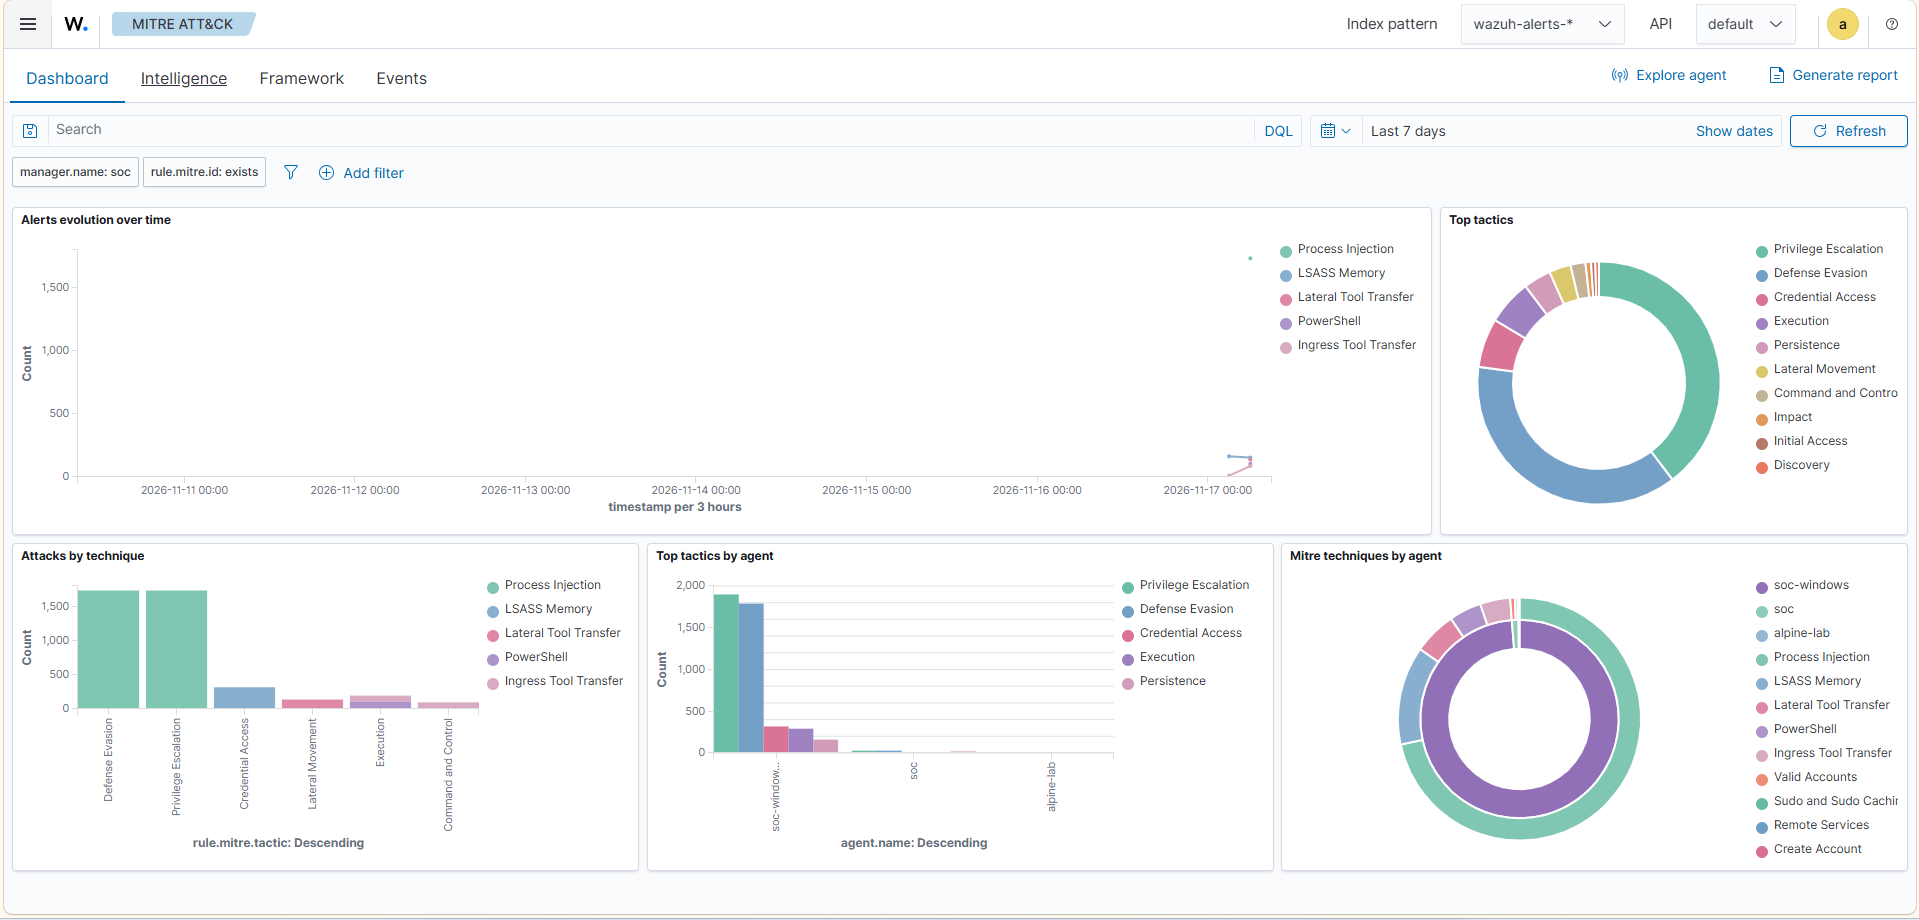 W.
MITRE ATT&CK
Index pattern
wazuh-alerts-*
API
default
a
Dashboard
Intelligence
Framework
Events
Explore agent
Generate report
Search
DQL
Last 7 days
Show dates
Refresh
manager.name: soc
rule.mitre.id: exists
Add filter
Alerts evolution over time
1,500
1,000
500
0
Count
2026-11-11 00:00
2026-11-12 00:00
2026-11-13 00:00
2026-11-14 00:00
2026-11-15 00:00
2026-11-16 00:00
2026-11-17 00:00
timestamp per 3 hours
Process Injection
LSASS Memory
Lateral Tool Transfer
PowerShell
Ingress Tool Transfer
Top tactics
Privilege Escalation
Defense Evasion
Credential Access
Execution
Persistence
Lateral Movement
Command and Contro
Impact
Initial Access
Discovery
Attacks by technique
1,500
1,000
500
0
Count
Defense Evasion
Privilege Escalation
Credential Access
Lateral Movement
Execution
Command and Control
rule.mitre.tactic: Descending
Process Injection
LSASS Memory
Lateral Tool Transfer
PowerShell
Ingress Tool Transfer
Top tactics by agent
2,000
1,500
1,000
500
0
Count
soc-window...
soc
alpine-lab
agent.name: Descending
Privilege Escalation
Defense Evasion
Credential Access
Execution
Persistence
Mitre techniques by agent
soc-windows
soc
alpine-lab
Process Injection
LSASS Memory
Lateral Tool Transfer
PowerShell
Ingress Tool Transfer
Valid Accounts
Sudo and Sudo Cachi
Remote Services
Create Account